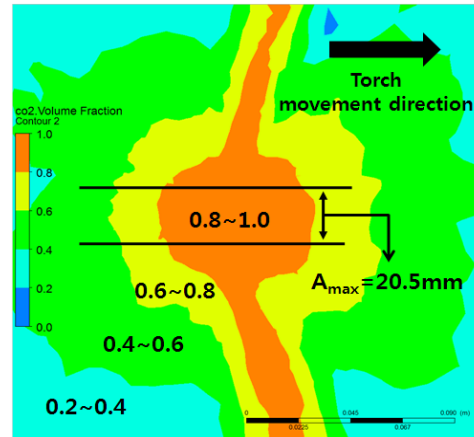 Torch
movement direction
co2.Volume Fraction
Contour 2
1.0
0.8
0.6
0.4
0.2
0.0
0.8~1.0
0.6~0.8
Amax=20.5mm
0.4~0.6
0.2~0.4
0 0.045 0.090 (m)
0.0225 0.067